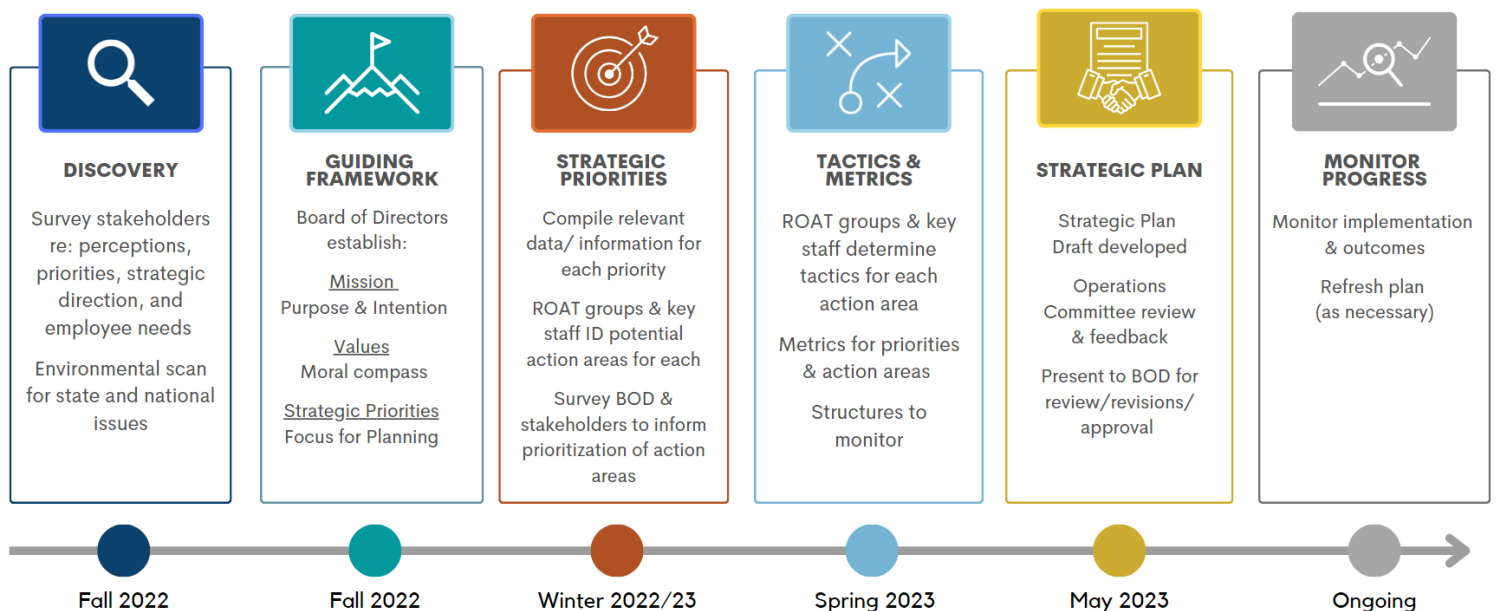 DISCOVERY
Survey stakeholders
re: perceptions,
priorities, strategic
direction, and
employee needs
Environmental scan
for state and national
issues
GUIDING
FRAMEWORK
Board of Directors
establish:
Mission
Purpose & Intention
Values
Moral compass
Strategic Priorities
Focus for Planning
STRATEGIC
PRIORITIES
Compile relevant
data/ information for
each priority
ROAT groups & key
staff ID potential
action areas for each
Survey BOD &
stakeholders to inform
prioritization of action
areas
TACTICS &
METRICS
ROAT groups & key
staff determine
tactics for each
action area
Metrics for priorities
& action areas
Structures to
monitor
STRATEGIC PLAN
Strategic Plan
Draft developed
Operations
Committee review
& feedback
Present to BOD for
review/revisions/
approval
MONITOR
PROGRESS
Monitor implementation
& outcomes
Refresh plan
(as necessary)
Fall 2022
Fall 2022
Winter 2022/23
Spring 2023
May 2023
Ongoing